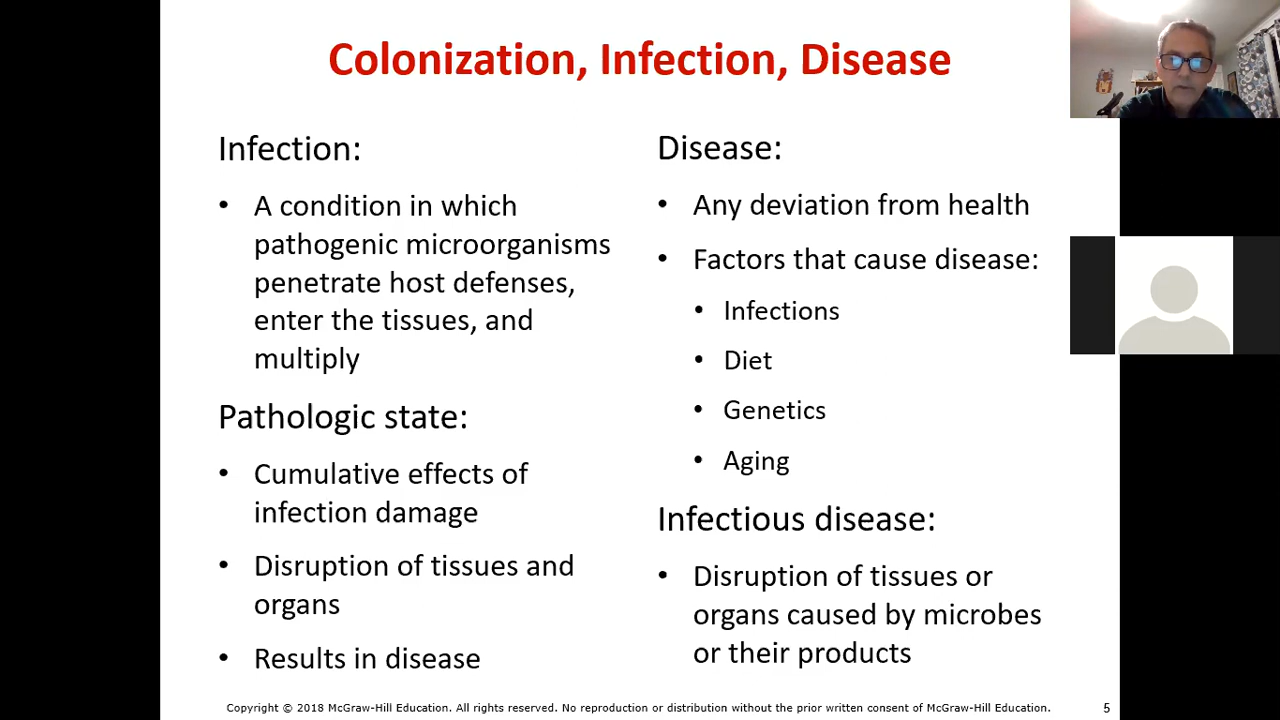 Colonization, Infection, Disease
Infection:
• A condition in which
pathogenic microorganisms
penetrate host defenses,
enter the tissues, and
multiply
Pathologic state:
• Cumulative effects of
infection damage
• Disruption of tissues and
organs
• Results in disease
Disease:
• Any deviation from health
• Factors that cause disease:
• Infections
• Diet
• Genetics
• Aging
Infectious disease:
• Disruption of tissues or
organs caused by microbes
or their products
Copyright © 2018 McGraw-Hill Education. All rights reserved. No reproduction or distribution without the prior written consent of McGraw-Hill Education.
5